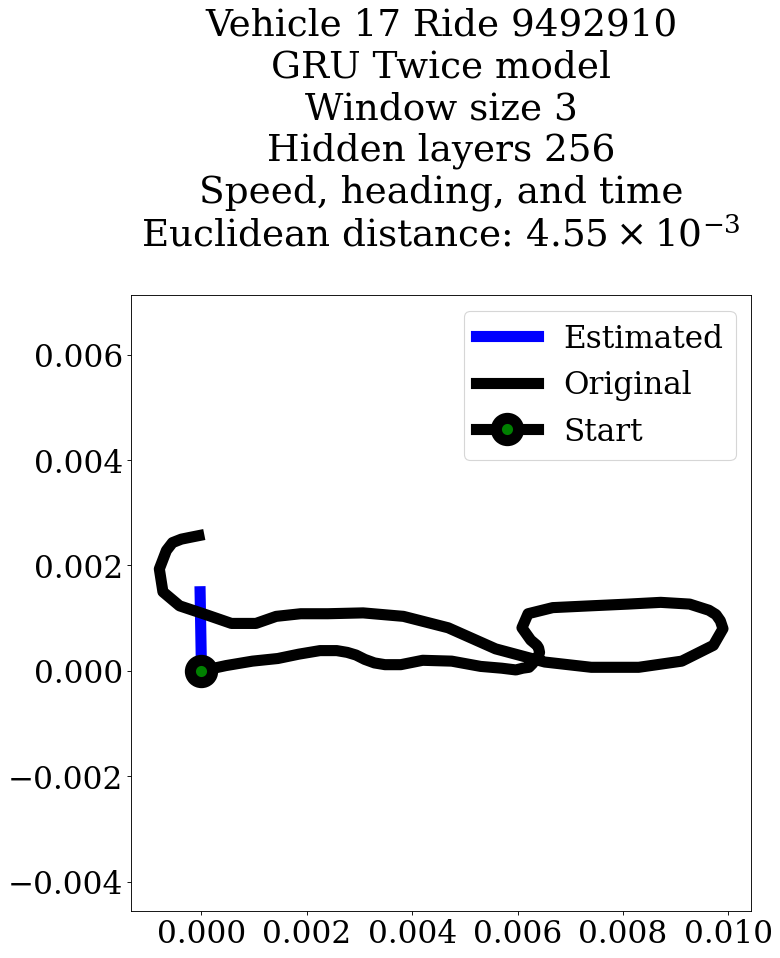 Vehicle 17 Ride 9492910
GRU Twice model
Window size 3
Hidden layers 256
Speed, heading, and time
Euclidean distance: 4.55 × 10⁻³
Estimated
Original
Start
0.006
0.004
0.002
0.000
−0.002
−0.004
0.000 0.002 0.004 0.006 0.008 0.010